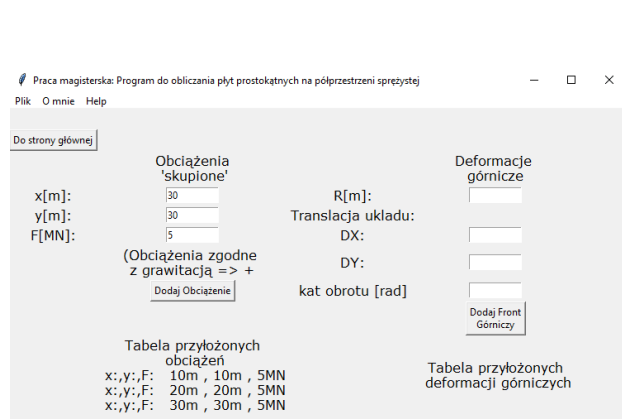 Praca magisterska: Program do obliczania płyt prostokątnych na półprzestrzeni sprężystej
Plik O mnie Help
Do strony głównej
Obciążenia
'skupione'
x[m]: 30
y[m]: 30
F[MN]: 5
(Obciążenia zgodne
z grawitacją => +
Dodaj Obciążenie
Deformacje
górnicze
R[m]:
Translacja ukladu:
DX:
DY:
kat obrotu [rad]
Dodaj Front
Górniczy
Tabela przyłożonych
obciążeń
x:,y:,F: 10m , 10m , 5MN
x:,y:,F: 20m , 20m , 5MN
x:,y:,F: 30m , 30m , 5MN
Tabela przyłożonych
deformacji górniczych